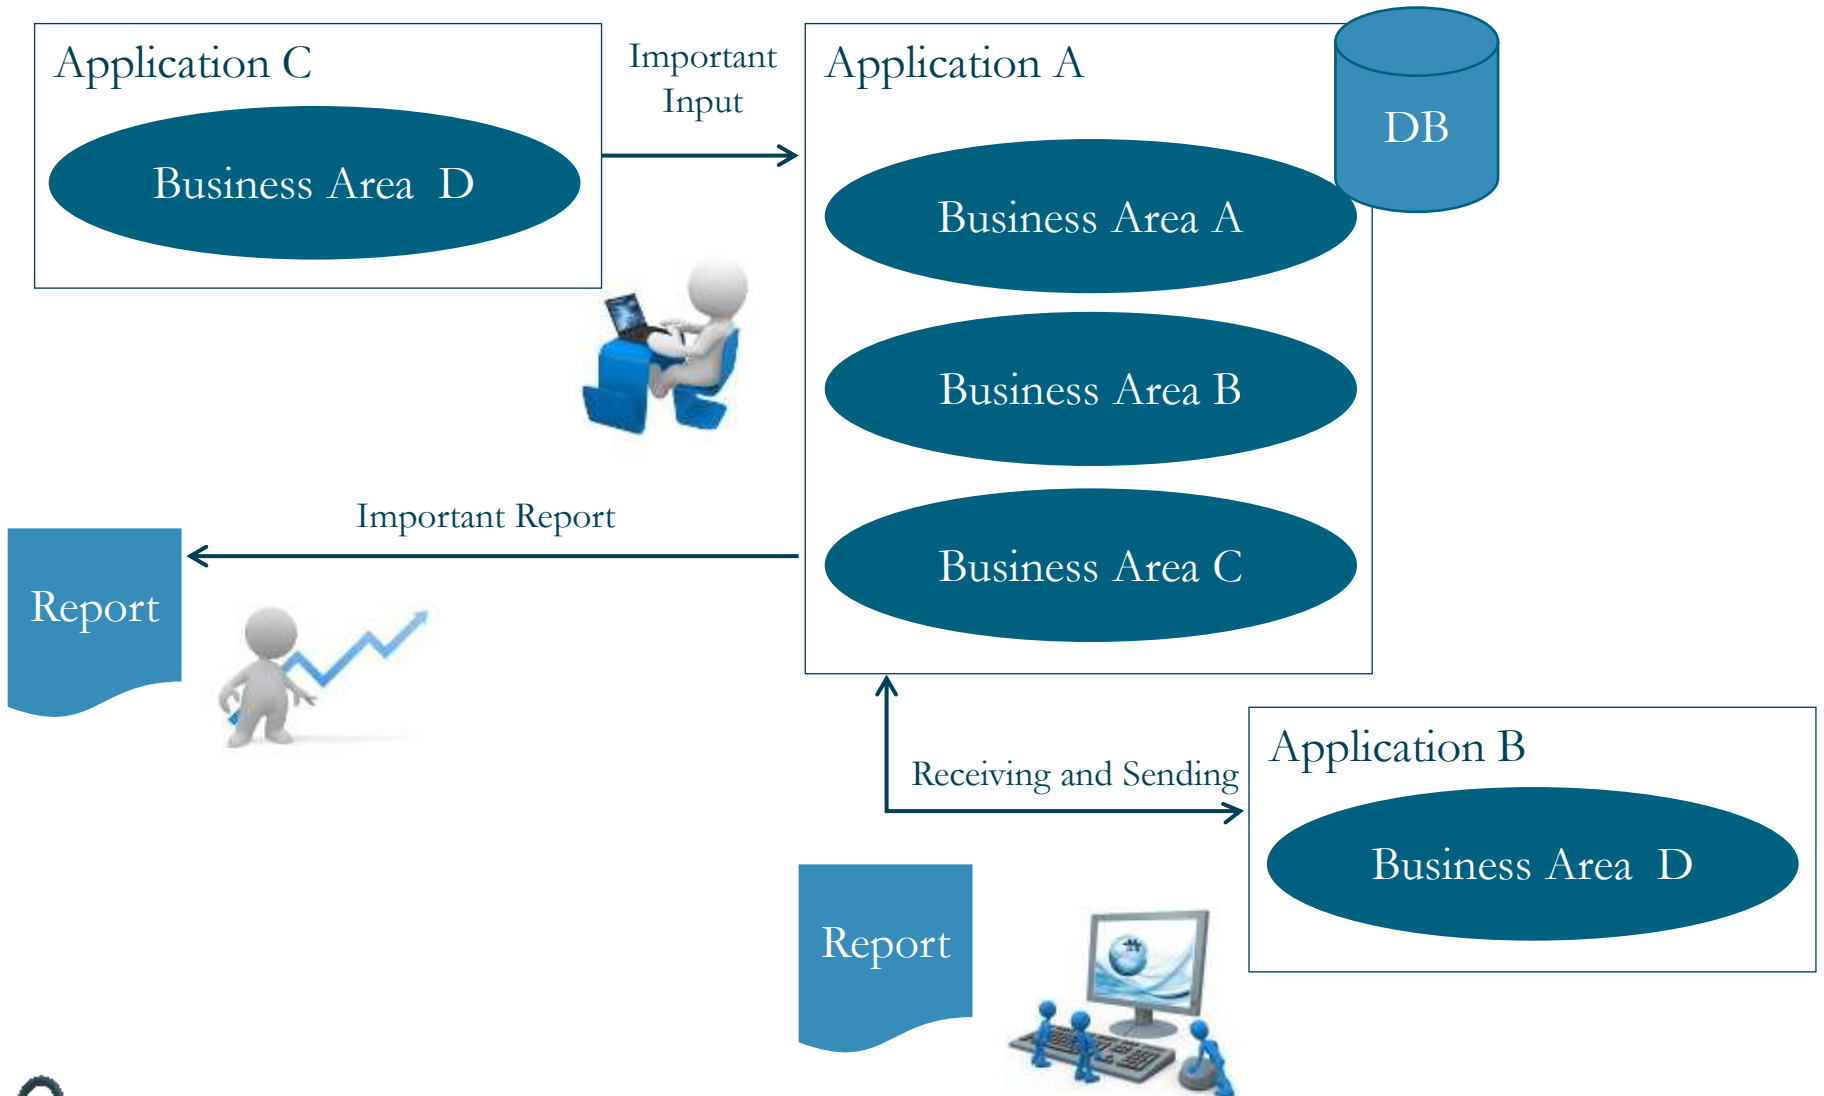 Application C
Business Area  D
Important
Input
Application A
DB
Business Area A
Business Area B
Business Area C
Important Report
Report
Receiving and Sending
Application B
Business Area  D
Report